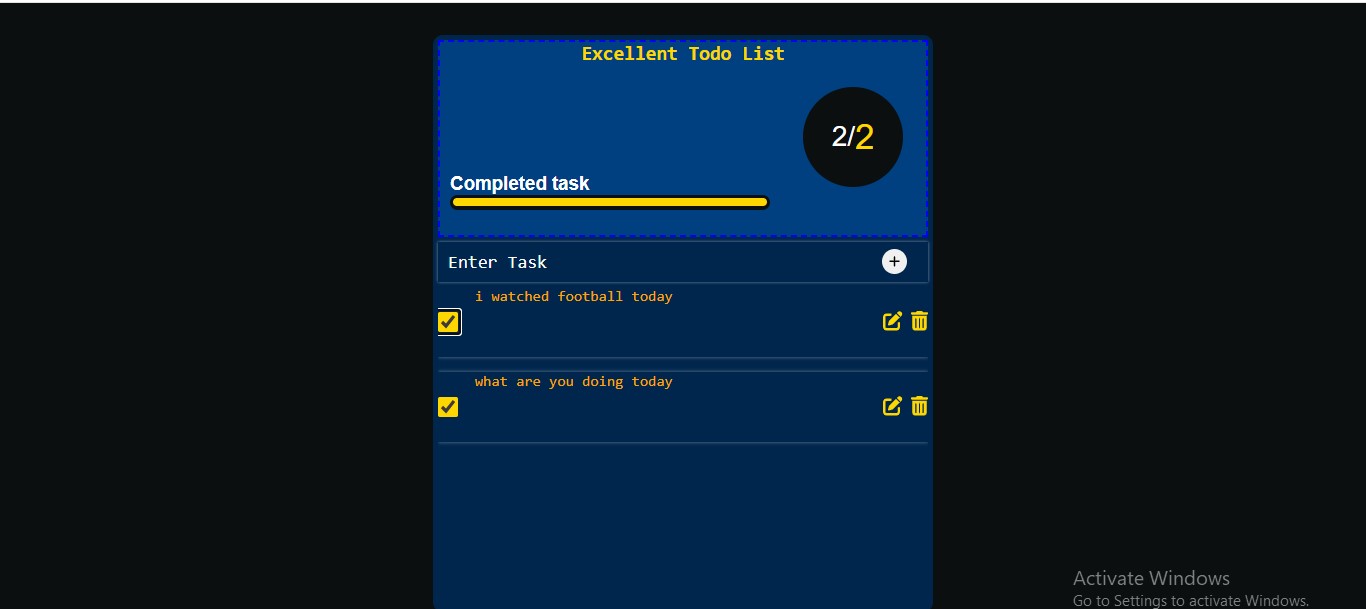 Excellent Todo List
2/2
Completed task
Enter Task
i watched football today
what are you doing today
Activate Windows
Go to Settings to activate Windows.